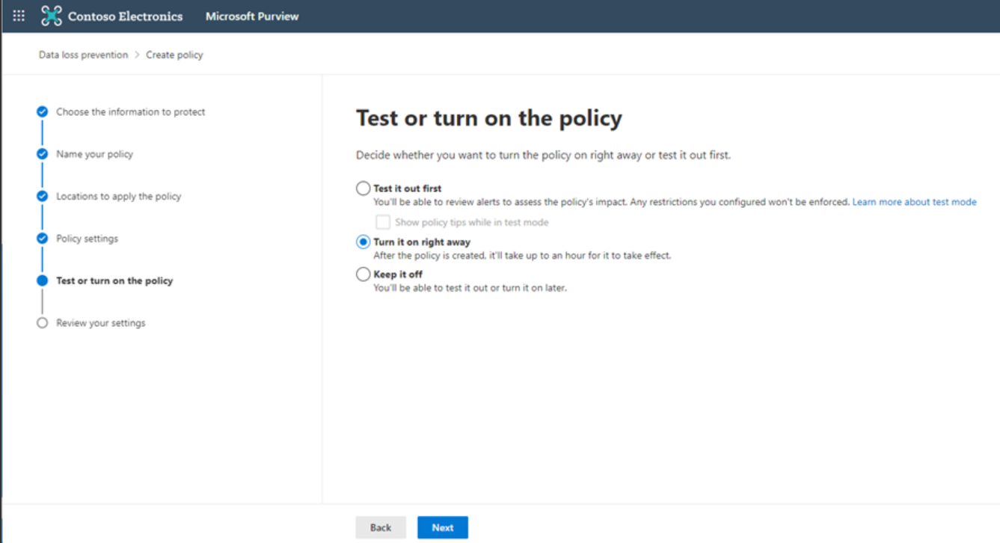 Contoso Electronics Microsoft Purview
Data loss prevention > Create policy
Choose the information to protect
Name your policy
Locations to apply the policy
Policy settings
Test or turn on the policy
Review your settings
Test or turn on the policy
Decide whether you want to turn the policy on right away or test it out first.
Test it out first
You'll be able to review alerts to assess the policy's impact. Any restrictions you configured won't be enforced. Learn more about test mode
Show policy tips while in test mode
Turn it on right away
After the policy is created, it'll take up to an hour for it to take effect.
Keep it off
You'll be able to test it out or turn it on later.
Back Next